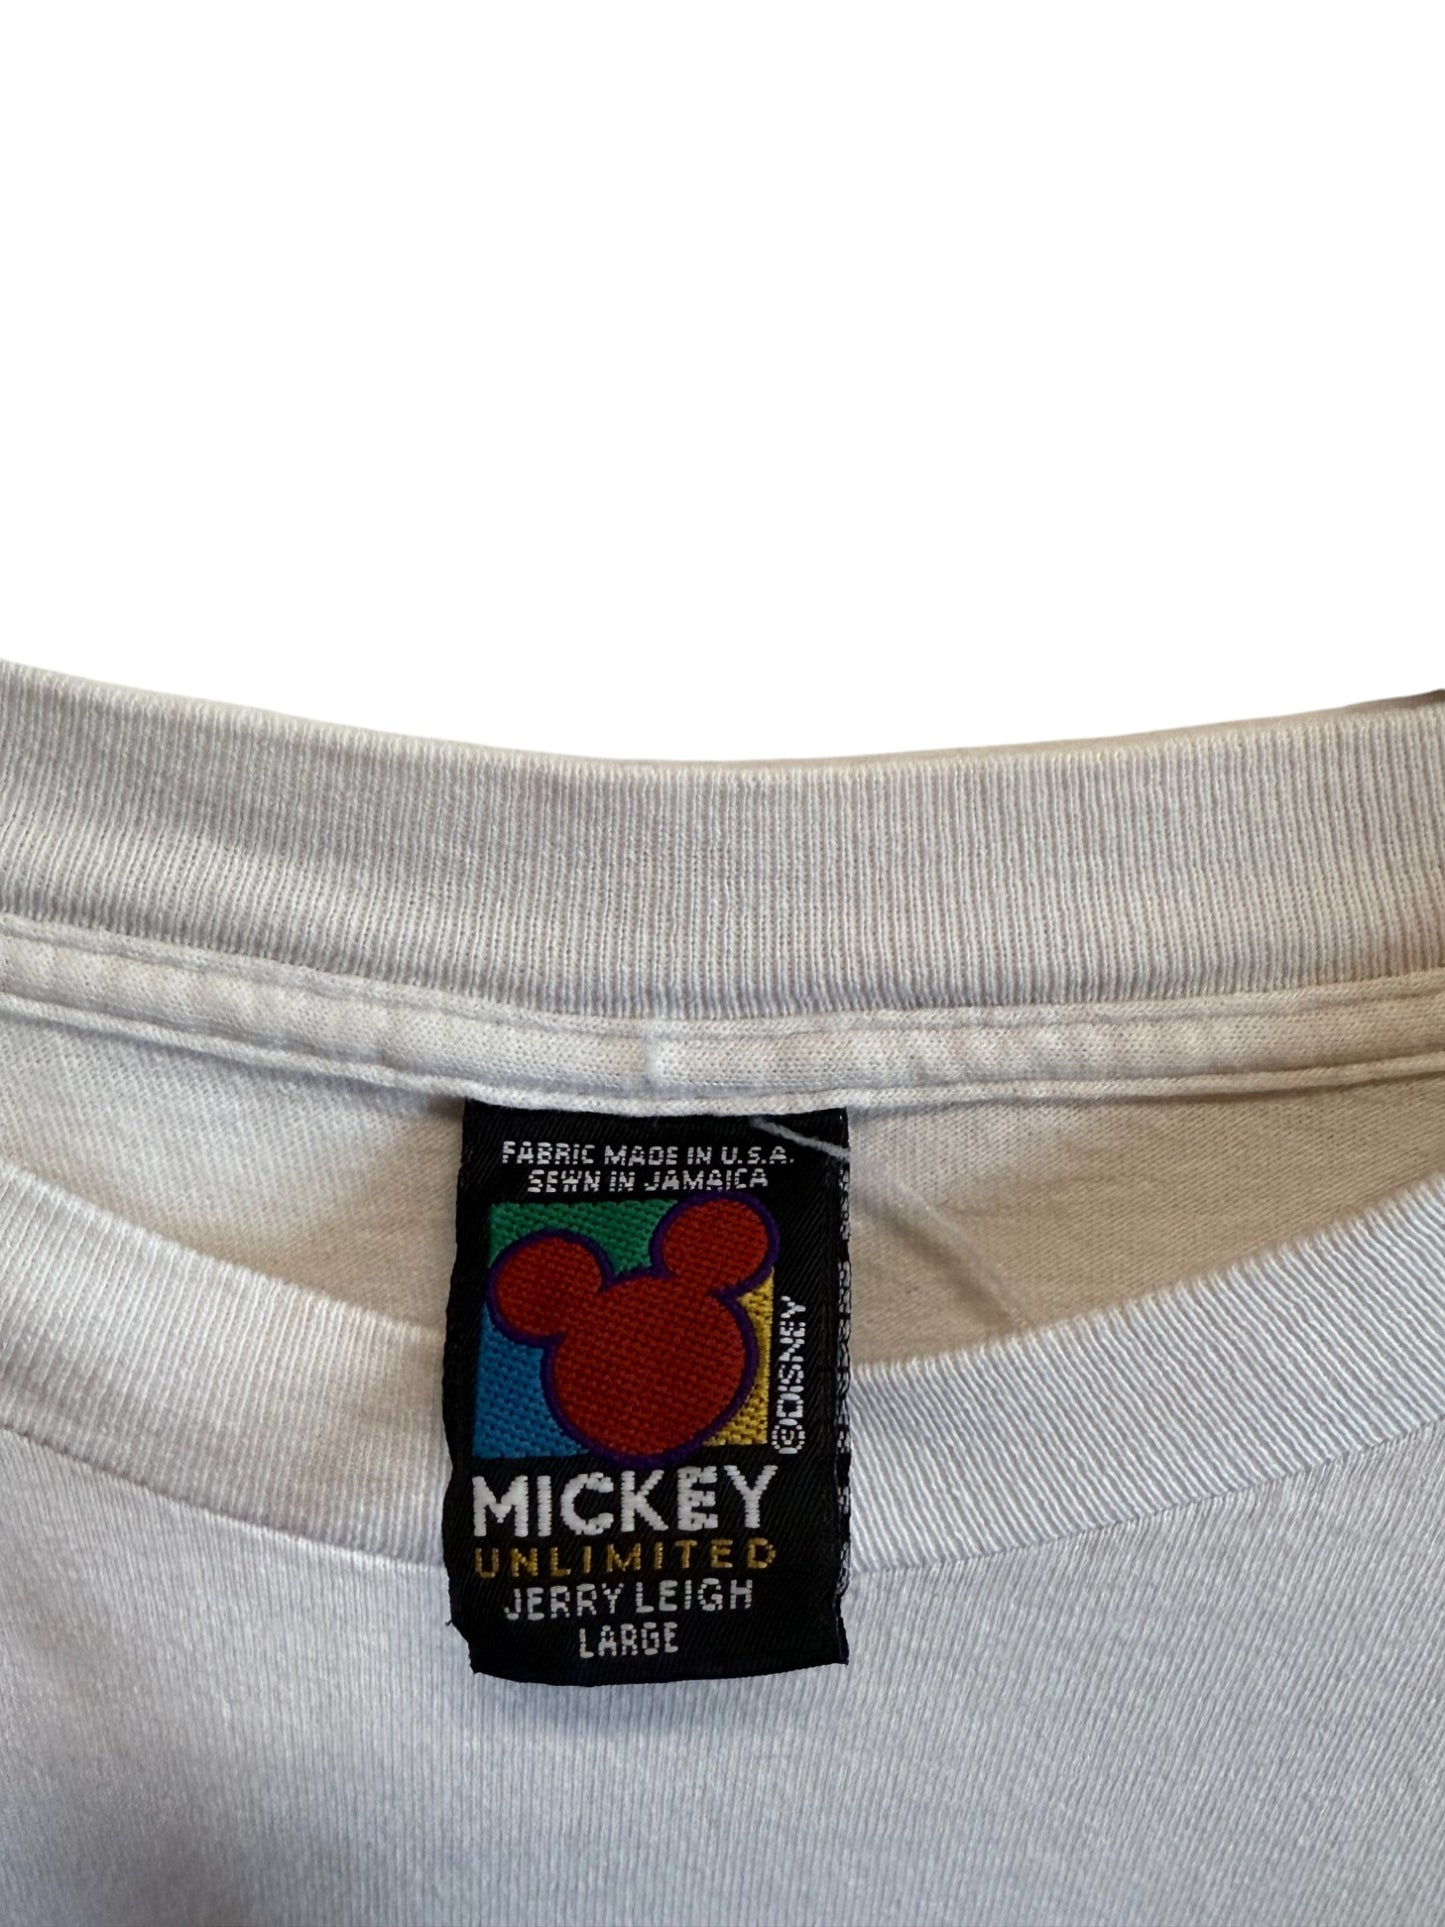 FABRIC MADE IN U.S.A.
SEWN IN JAMAICA
©DISNEY
MICKEY
UNLIMITED
JERRY LEIGH
LARGE